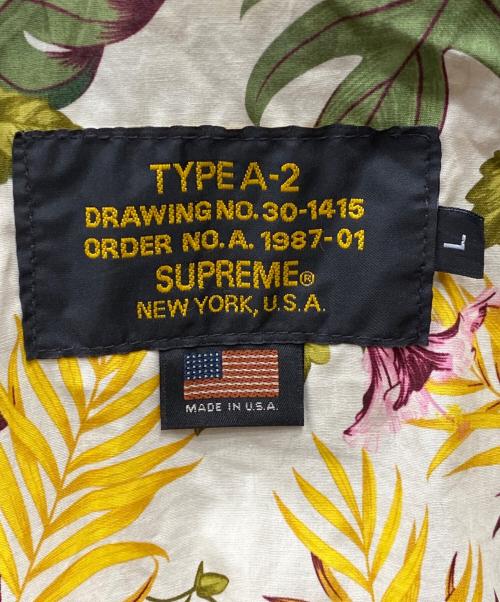 TYPE A-2
DRAWING NO. 30-1415
ORDER NO. A. 1987-01
SUPREME®
NEW YORK, U.S.A.
L
MADE IN U.S.A.